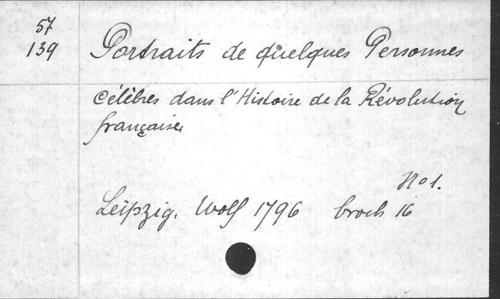 57
139
Portraits de quelques Personnes
célèbres dans l'Histoire de la Révolution
française
No 1.
Leipzig. Wolf 1796 broch 16